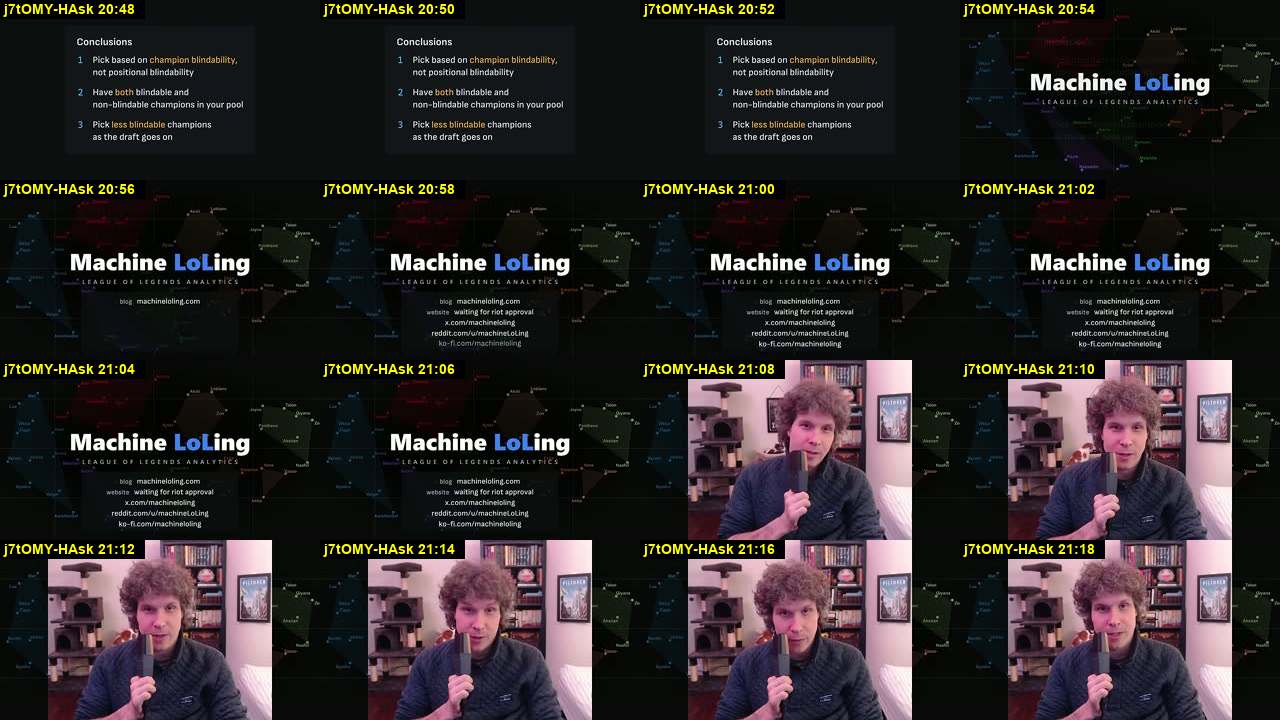 j7tOMY-HAsk 20:48
Conclusions
1 Pick based on champion blindability,
not positional blindability
2 Have both blindable and
non-blindable champions in your pool
3 Pick less blindable champions
as the draft goes on
j7tOMY-HAsk 20:50
Conclusions
1 Pick based on champion blindability,
not positional blindability
2 Have both blindable and
non-blindable champions in your pool
3 Pick less blindable champions
as the draft goes on
j7tOMY-HAsk 20:52
Conclusions
1 Pick based on champion blindability,
not positional blindability
2 Have both blindable and
non-blindable champions in your pool
3 Pick less blindable champions
as the draft goes on
j7tOMY-HAsk 20:54
Machine LoLing
LEAGUE OF LEGENDS ANALYTICS
j7tOMY-HAsk 20:56
Machine LoLing
LEAGUE OF LEGENDS ANALYTICS
blog machineloling.com
j7tOMY-HAsk 20:58
Machine LoLing
LEAGUE OF LEGENDS ANALYTICS
blog machineloling.com
website waiting for riot approval
x.com/machineloling
reddit.com/u/machineLoLing
ko-fi.com/machineloling
j7tOMY-HAsk 21:00
Machine LoLing
LEAGUE OF LEGENDS ANALYTICS
blog machineloling.com
website waiting for riot approval
x.com/machineloling
reddit.com/u/machineLoLing
ko-fi.com/machineloling
j7tOMY-HAsk 21:02
Machine LoLing
LEAGUE OF LEGENDS ANALYTICS
blog machineloling.com
website waiting for riot approval
x.com/machineloling
reddit.com/u/machineLoLing
ko-fi.com/machineloling
j7tOMY-HAsk 21:04
Machine LoLing
LEAGUE OF LEGENDS ANALYTICS
blog machineloling.com
website waiting for riot approval
x.com/machineloling
reddit.com/u/machineLoLing
ko-fi.com/machineloling
j7tOMY-HAsk 21:06
Machine LoLing
LEAGUE OF LEGENDS ANALYTICS
blog machineloling.com
website waiting for riot approval
x.com/machineloling
reddit.com/u/machineLoLing
ko-fi.com/machineloling
j7tOMY-HAsk 21:08
PILTOVER
j7tOMY-HAsk 21:10
PILTOVER
j7tOMY-HAsk 21:12
PILTOVER
j7tOMY-HAsk 21:14
PILTOVER
j7tOMY-HAsk 21:16
PILTOVER
j7tOMY-HAsk 21:18
PILTOVER